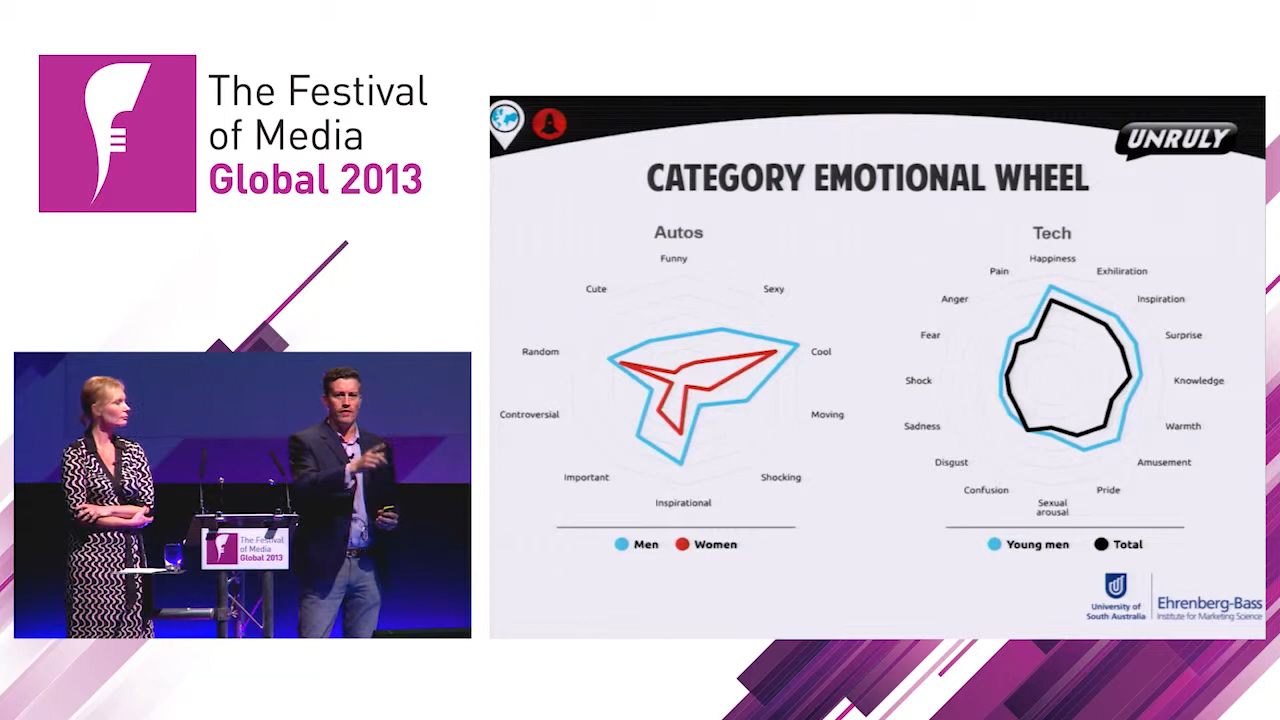 The Festival
of Media
Global 2013
UNRULY
CATEGORY EMOTIONAL WHEEL
Autos
Funny
Cute
Sexy
Random
Cool
Controversial
Moving
Important
Shocking
Inspirational
Men
Women
Tech
Happiness
Pain
Exhiliration
Anger
Inspiration
Fear
Surprise
Shock
Knowledge
Sadness
Warmth
Disgust
Amusement
Confusion
Pride
Sexual
arousal
Young men
Total
University of
South Australia
Ehrenberg-Bass
Institute for Marketing Science
The Festival
of Media
Global 2013